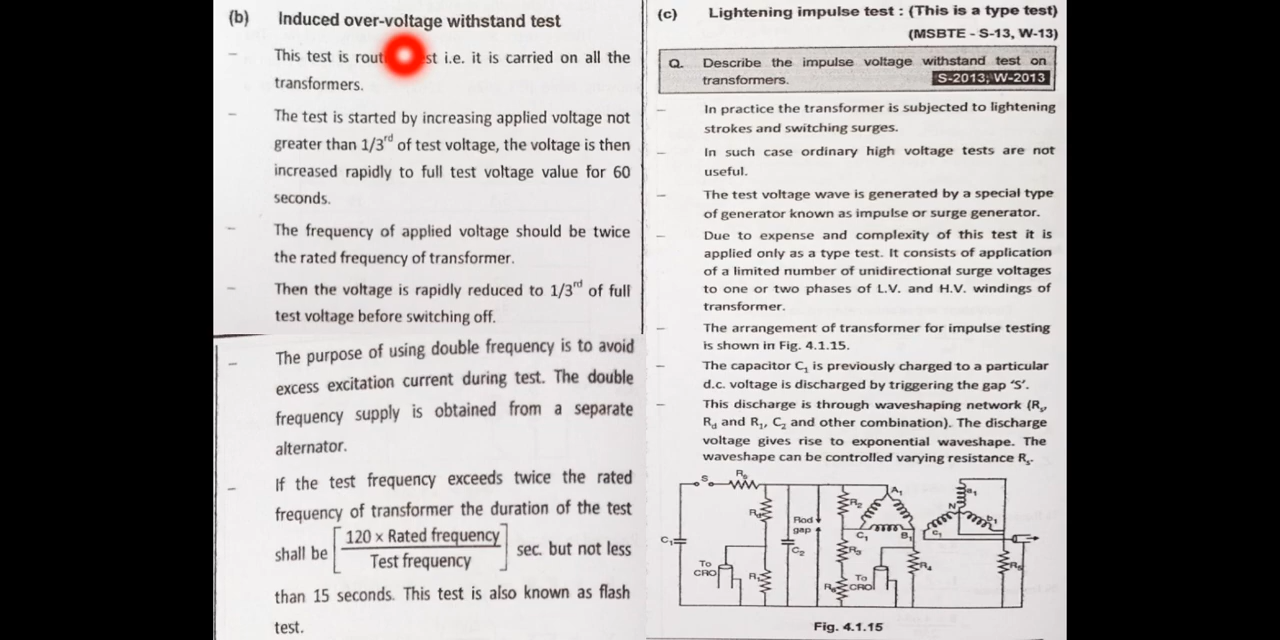 (b) Induced over-voltage withstand test
– This test is st i.e. it is carried on all the
transformers.
– The test is started by increasing applied voltage not
greater than 1/3rd of test voltage, the voltage is then
increased rapidly to full test voltage value for 60
seconds.
– The frequency of applied voltage should be twice
the rated frequency of transformer.
– Then the voltage is rapidly reduced to 1/3rd of full
test voltage before switching off.
– The purpose of using double frequency is to avoid
excess excitation current during test. The double
frequency supply is obtained from a separate
alternator.
– If the test frequency exceeds twice the rated
frequency of transformer the duration of the test
shall be [120 x Rated frequency / Test frequency] sec. but not less
than 15 seconds. This test is also known as flash
test.
(c) Lightening impulse test : (This is a type test)
(MSBTE - S-13, W-13)
Q. Describe the impulse voltage withstand test on
transformers. S-2013; W-2013
– In practice the transformer is subjected to lightening
strokes and switching surges.
– In such case ordinary high voltage tests are not
useful.
– The test voltage wave is generated by a special type
of generator known as impulse or surge generator.
– Due to expense and complexity of this test it is
applied only as a type test. It consists of application
of a limited number of unidirectional surge voltages
to one or two phases of L.V. and H.V. windings of
transformer.
– The arrangement of transformer for impulse testing
is shown in Fig. 4.1.15.
– The capacitor C1 is previously charged to a particular
d.c. voltage is discharged by triggering the gap ‘S’.
– This discharge is through waveshaping network (Rs,
Rd and R1, C2 and other combination). The discharge
voltage gives rise to exponential waveshape. The
waveshape can be controlled varying resistance Rs.
S Rs
A1 a1
Rd R2 N
Rod
gap
C1 B1 c1 b1
C1 C2
To
CRO
R1 R3 To
CRO
R4 R5
Fig. 4.1.15